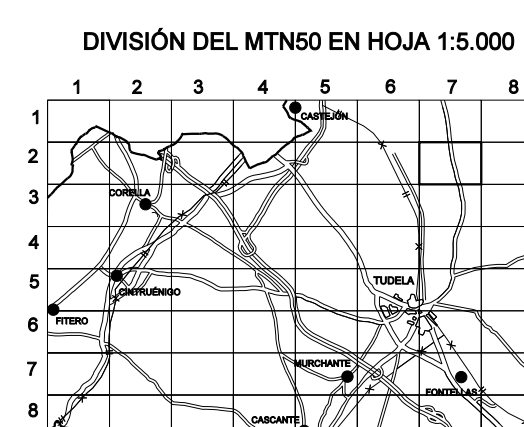 DIVISIÓN DEL MTN50 EN HOJA 1:5.000
1 2 3 4 5 6 7 8
1
CASTEJÓN
2
3
CORELLA
4
5
TUDELA
CINTRUÉNIGO
FITERO
6
7
MURCHANTE
FONTELLAS
8
CASCANTE